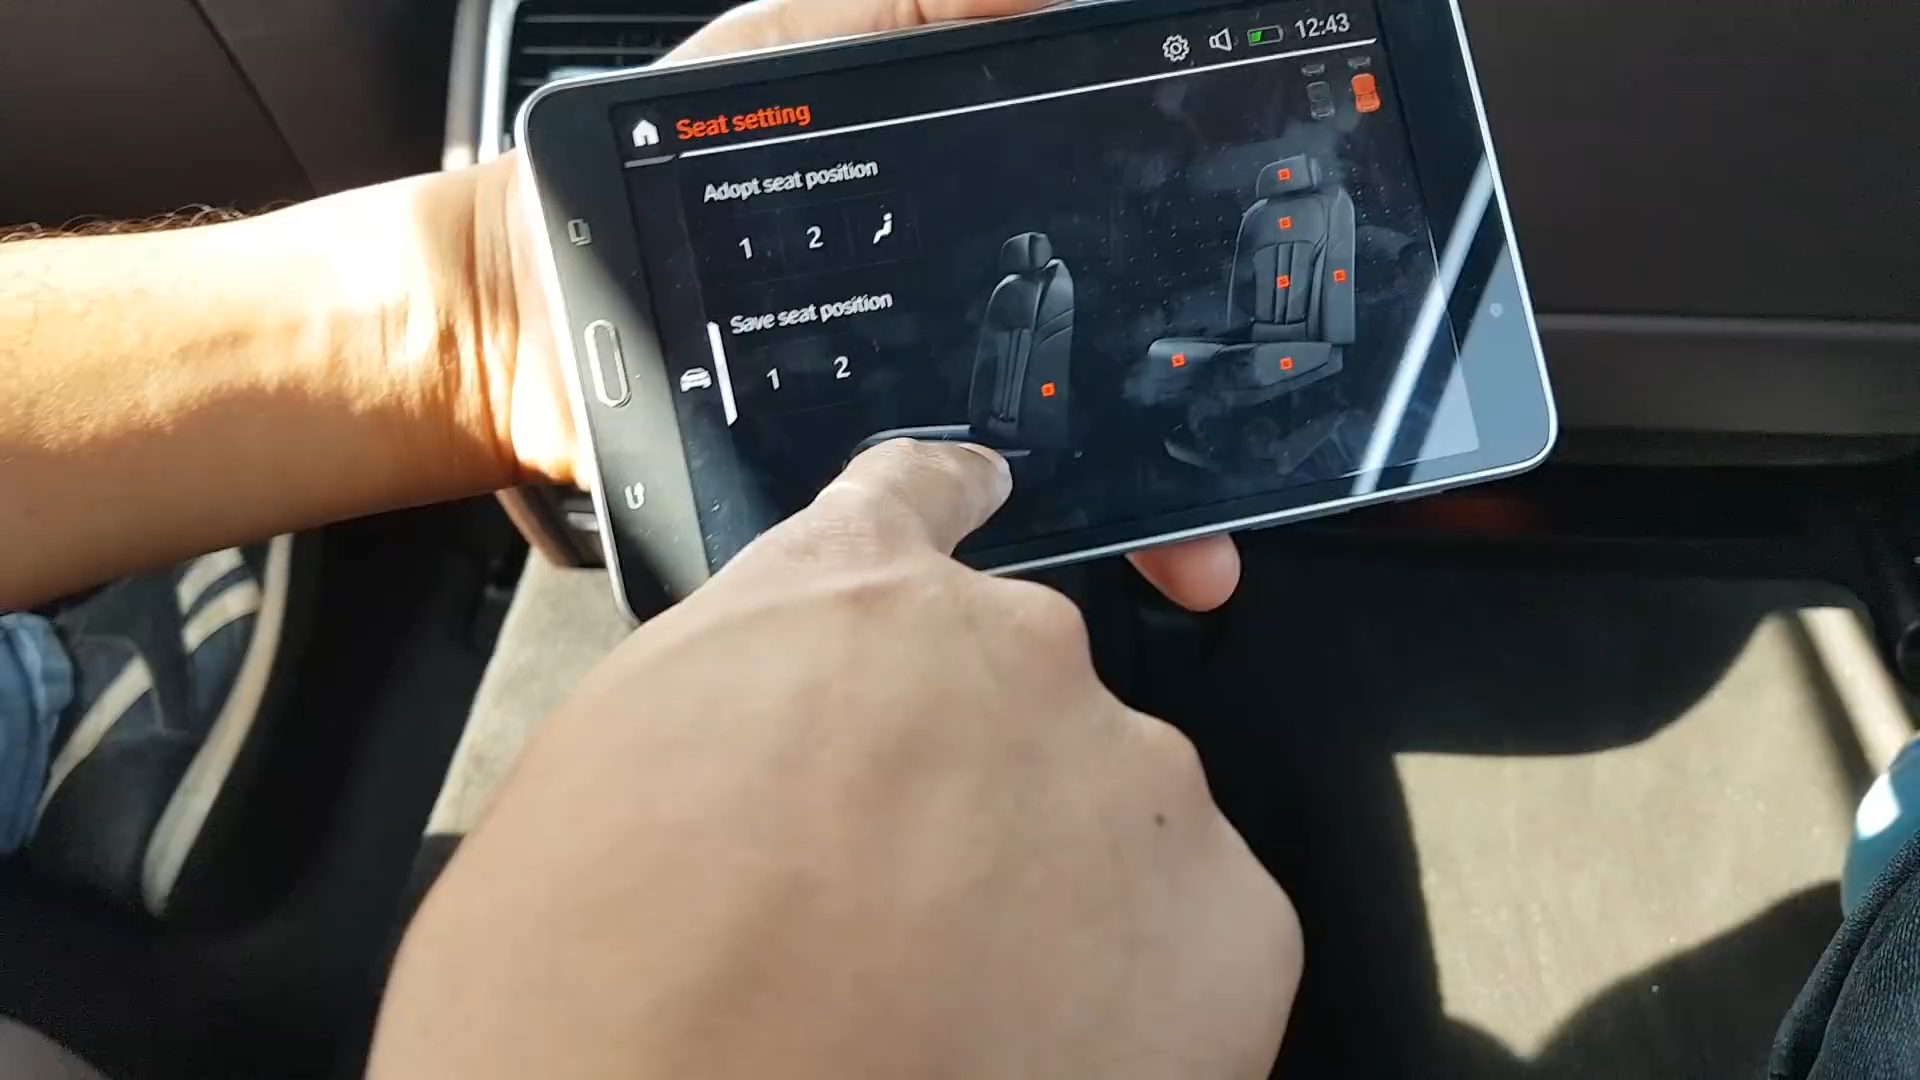 12:43
Seat setting
Adopt seat position
1 2
Save seat position
1 2